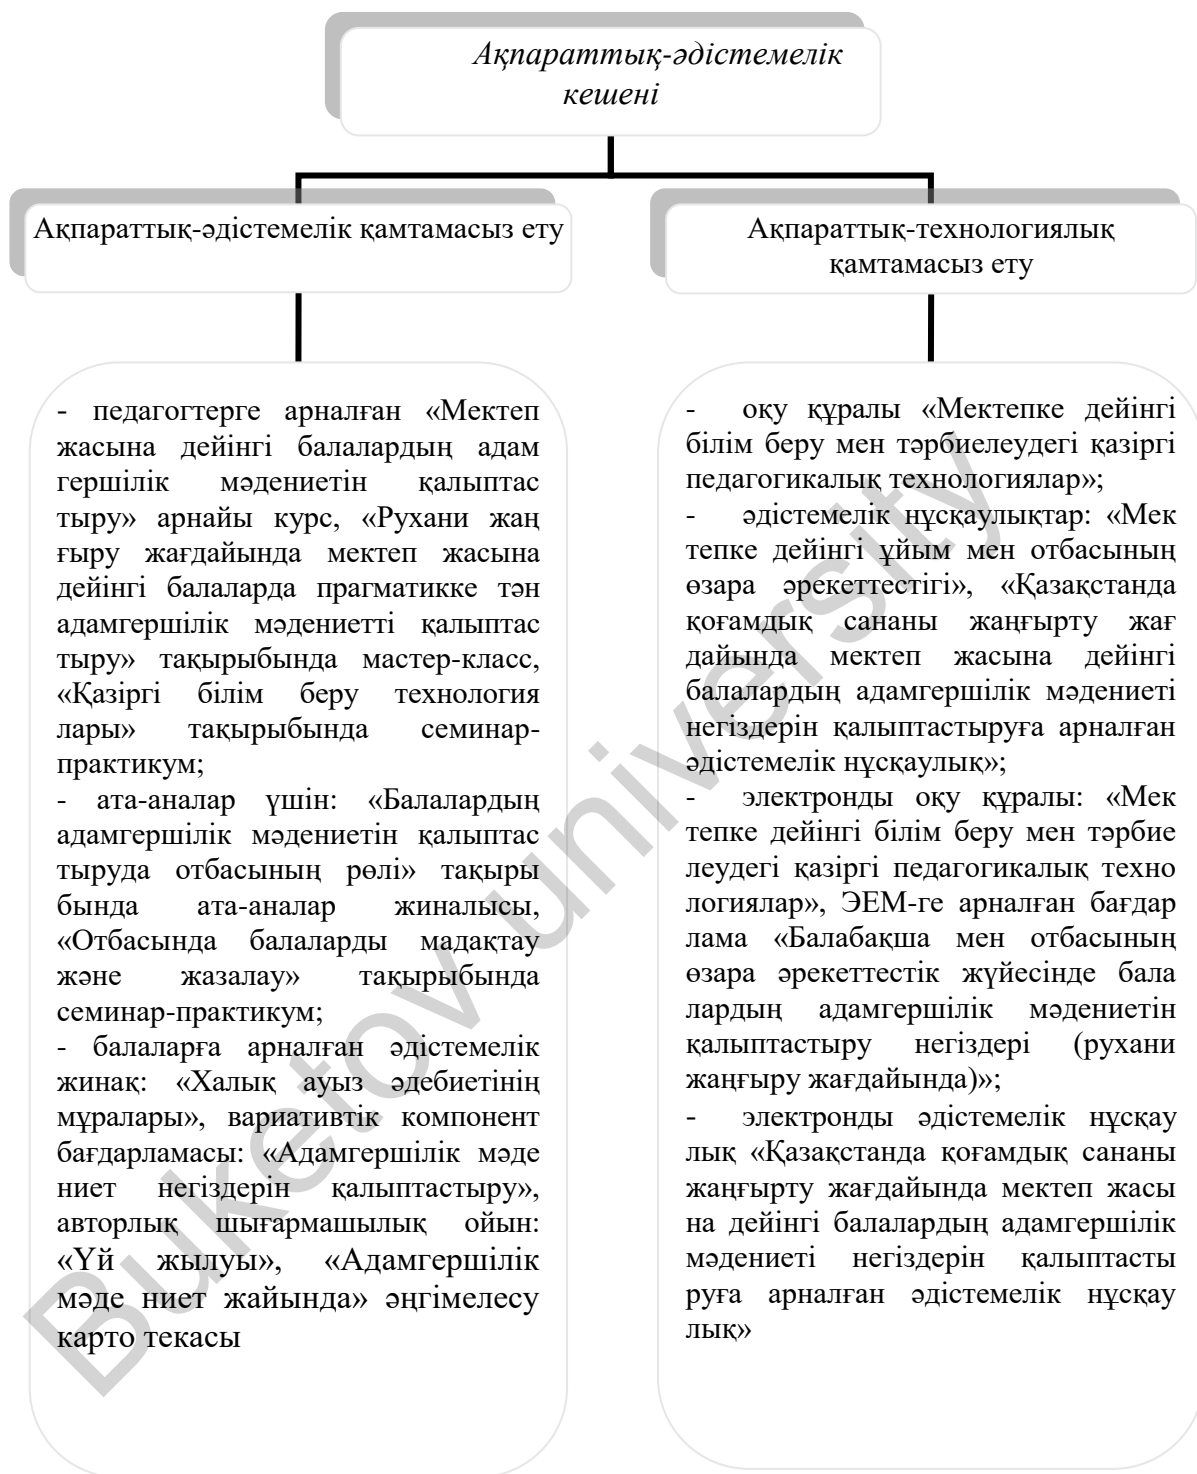 Ақпараттық-әдістемелік
кешені
Ақпараттық-әдістемелік қамтамасыз ету
Ақпараттық-технологиялық
қамтамасыз ету
- педагогтерге арналған «Мектеп
жасына дейінгі балалардың адам
гершілік мәдениетін қалыптас
тыру» арнайы курс, «Рухани жаң
ғыру жағдайында мектеп жасына
дейінгі балаларда прагматикке тән
адамгершілік мәдениетті қалыптас
тыру» тақырыбында мастер-класс,
«Қазіргі білім беру технология
лары» тақырыбында семинар-
практикум;
- ата-аналар үшін: «Балалардың
адамгершілік мәдениетін қалыптас
тыруда отбасының рөлі» тақыры
бында ата-аналар жиналысы,
«Отбасында балаларды мадақтау
және жазалау» тақырыбында
семинар-практикум;
- балаларға арналған әдістемелік
жинақ: «Халық ауыз әдебиетінің
мұралары», вариативтік компонент
бағдарламасы: «Адамгершілік мәде
ниет негіздерін қалыптастыру»,
авторлық шығармашылық ойын:
«Үй жылуы», «Адамгершілік
мәде ниет жайында» әңгімелесу
карто текасы
- оқу құралы «Мектепке дейінгі
білім беру мен тәрбиелеудегі қазіргі
педагогикалық технологиялар»;
- әдістемелік нұсқаулықтар: «Мек
тепке дейінгі ұйым мен отбасының
өзара әрекеттестігі», «Қазақстанда
қоғамдық сананы жаңғырту жағ
дайында мектеп жасына дейінгі
балалардың адамгершілік мәдениеті
негіздерін қалыптастыруға арналған
әдістемелік нұсқаулық»;
- электронды оқу құралы: «Мек
тепке дейінгі білім беру мен тәрбие
леудегі қазіргі педагогикалық техно
логиялар», ЭЕМ-ге арналған бағдар
лама «Балабақша мен отбасының
өзара әрекеттестік жүйесінде бала
лардың адамгершілік мәдениетін
қалыптастыру негіздері (рухани
жаңғыру жағдайында)»;
- электронды әдістемелік нұсқау
лық «Қазақстанда қоғамдық сананы
жаңғырту жағдайында мектеп жасы
на дейінгі балалардың адамгершілік
мәдениеті негіздерін қалыптасты
руға арналған әдістемелік нұсқау
лық»
Buketov university